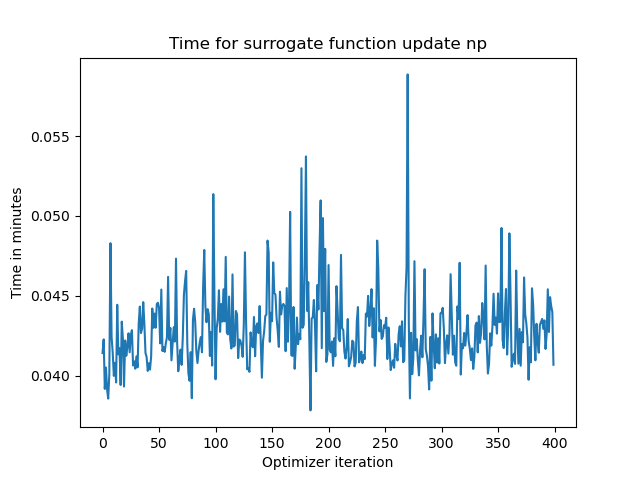 Time for surrogate function update np
Time in minutes
0.055
0.050
0.045
0.040
0 50 100 150 200 250 300 350 400
Optimizer iteration